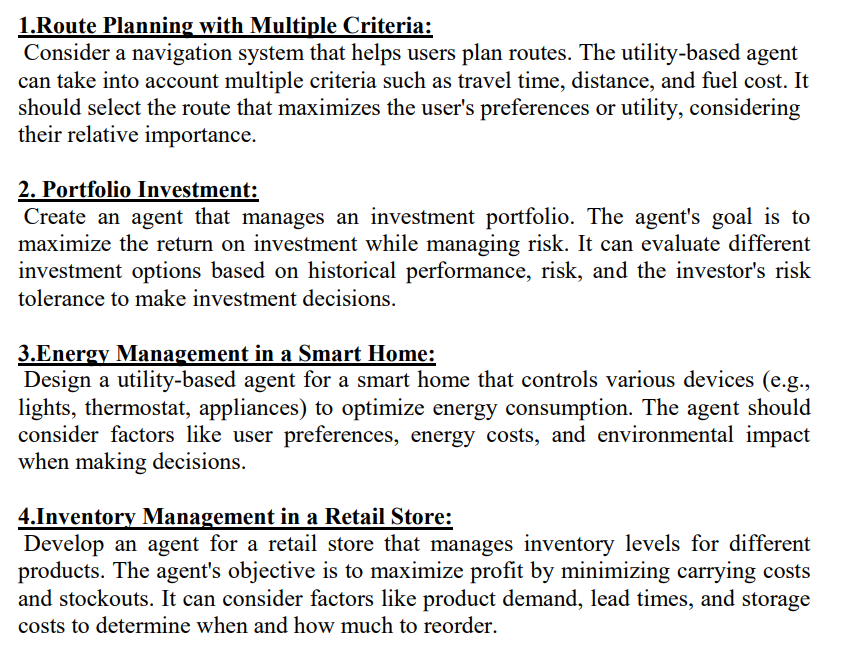 1.Route Planning with Multiple Criteria:
Consider a navigation system that helps users plan routes. The utility-based agent
can take into account multiple criteria such as travel time, distance, and fuel cost. It
should select the route that maximizes the user's preferences or utility, considering
their relative importance.
2. Portfolio Investment:
Create an agent that manages an investment portfolio. The agent's goal is to
maximize the return on investment while managing risk. It can evaluate different
investment options based on historical performance, risk, and the investor's risk
tolerance to make investment decisions.
3.Energy Management in a Smart Home:
Design a utility-based agent for a smart home that controls various devices (e.g.,
lights, thermostat, appliances) to optimize energy consumption. The agent should
consider factors like user preferences, energy costs, and environmental impact
when making decisions.
4.Inventory Management in a Retail Store:
Develop an agent for a retail store that manages inventory levels for different
products. The agent's objective is to maximize profit by minimizing carrying costs
and stockouts. It can consider factors like product demand, lead times, and storage
costs to determine when and how much to reorder.